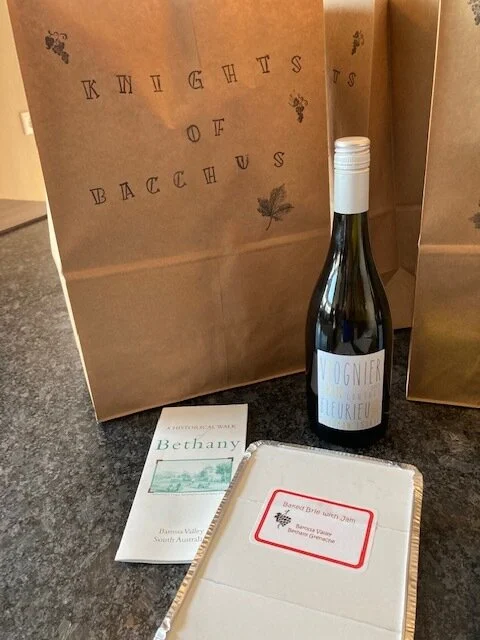 KNIGHTS
OF
BACCHUS
TS
S
VIOGNIER
FLEURIEU
A HISTORICAL WALK
Bethany
Barossa Valley
South Australia
Baked Brie with Jam
Barossa Valley
Bethany Grenache